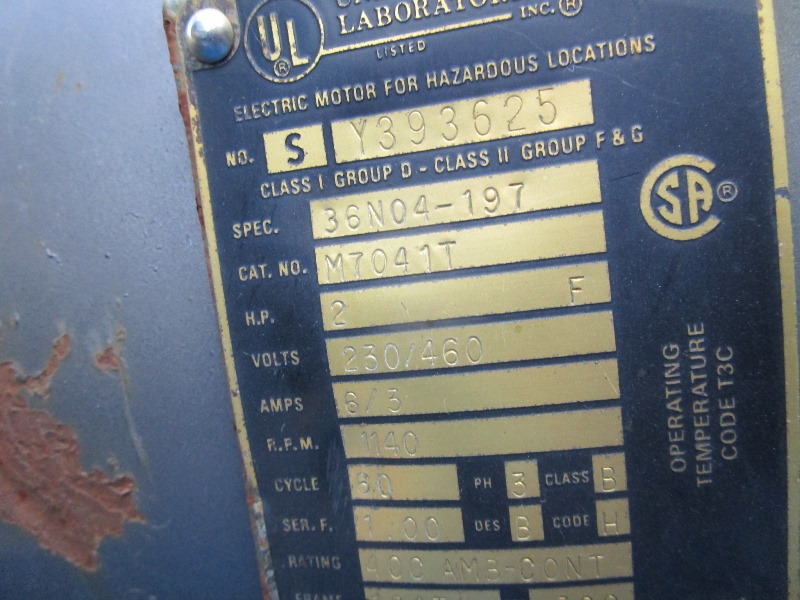 UL ®
LABORATOR
INC.®
LISTED
ELECTRIC MOTOR FOR HAZARDOUS LOCATIONS
NO. S Y393625
CLASS I GROUP D - CLASS II GROUP F & G
SPEC. 36N04-197
CAT. NO. M7041T
H.P. 2 F
VOLTS 230/460
AMPS 6/3
R.P.M. 1140
CYCLE 60 PH 3 CLASS B
SER. F. 1.00 DES B CODE H
RATING 40C AMB-CONT
FRAME
SA ®
OPERATING
TEMPERATURE
CODE T3C